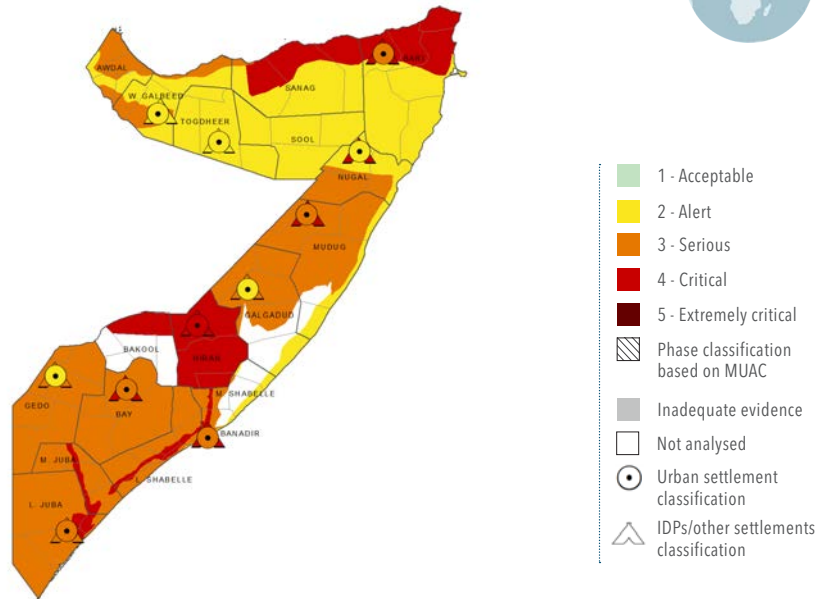 AWDAL
BARI
W. GALBEED
SANAG
TOGDHEER
SOOL
NUGAL
MUDUG
GALGADUD
BAKOOL
HIRAN
M. SHABELLE
GEDO
BAY
BANADIR
M. JUBA
L. SHABELLE
L. JUBA
1 - Acceptable
2 - Alert
3 - Serious
4 - Critical
5 - Extremely critical
Phase classification
based on MUAC
Inadequate evidence
Not analysed
Urban settlement
classification
IDPs/other settlements
classification